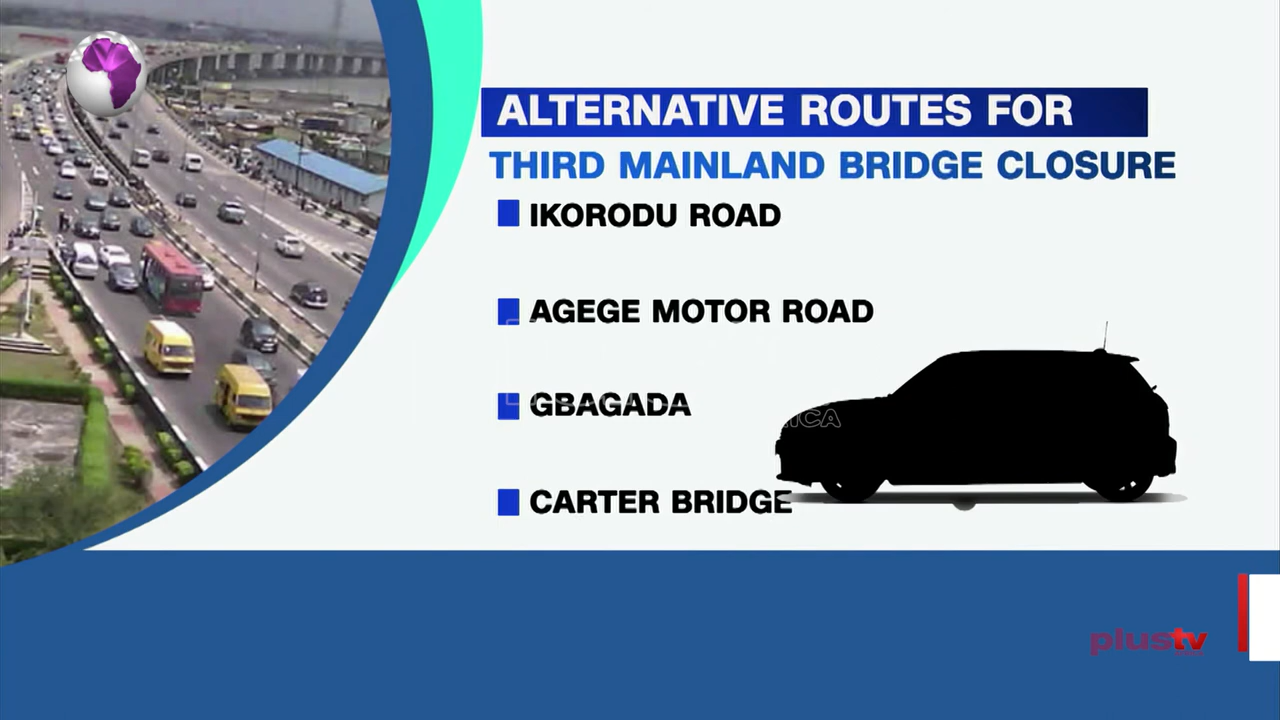 ALTERNATIVE ROUTES FOR
THIRD MAINLAND BRIDGE CLOSURE
IKORODU ROAD
AGEGE MOTOR ROAD
GBAGADA
CARTER BRIDGE
plustv